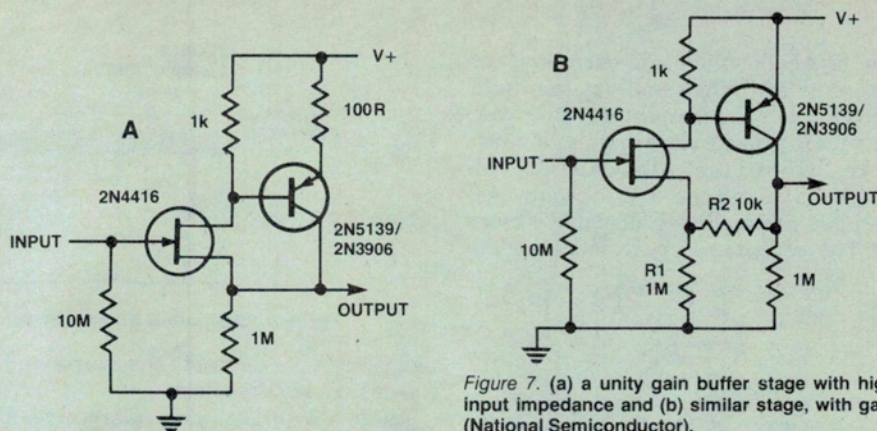 A
V+
1k
100R
2N4416
INPUT
2N5139/
2N3906
OUTPUT
10M
1M
B
V+
1k
2N4416
2N5139/
2N3906
INPUT
OUTPUT
R2 10k
10M
R1
1M
1M
Figure 7. (a) a unity gain buffer stage with hig
input impedance and (b) similar stage, with ga
(National Semiconductor).